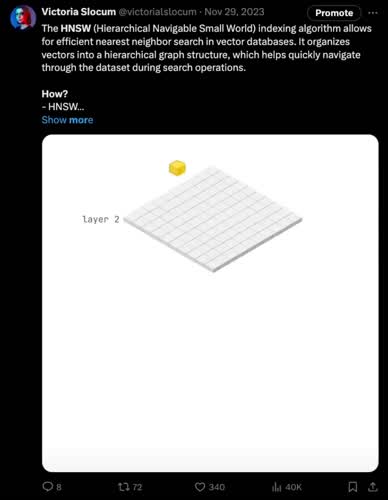 Victoria Slocum @victorialslocum · Nov 29, 2023 Promote ...
The HNSW (Hierarchical Navigable Small World) indexing algorithm allows
for efficient nearest neighbor search in vector databases. It organizes
vectors into a hierarchical graph structure, which helps quickly navigate
through the dataset during search operations.
How?
- HNSW...
Show more
layer 2
8 72 340 40K